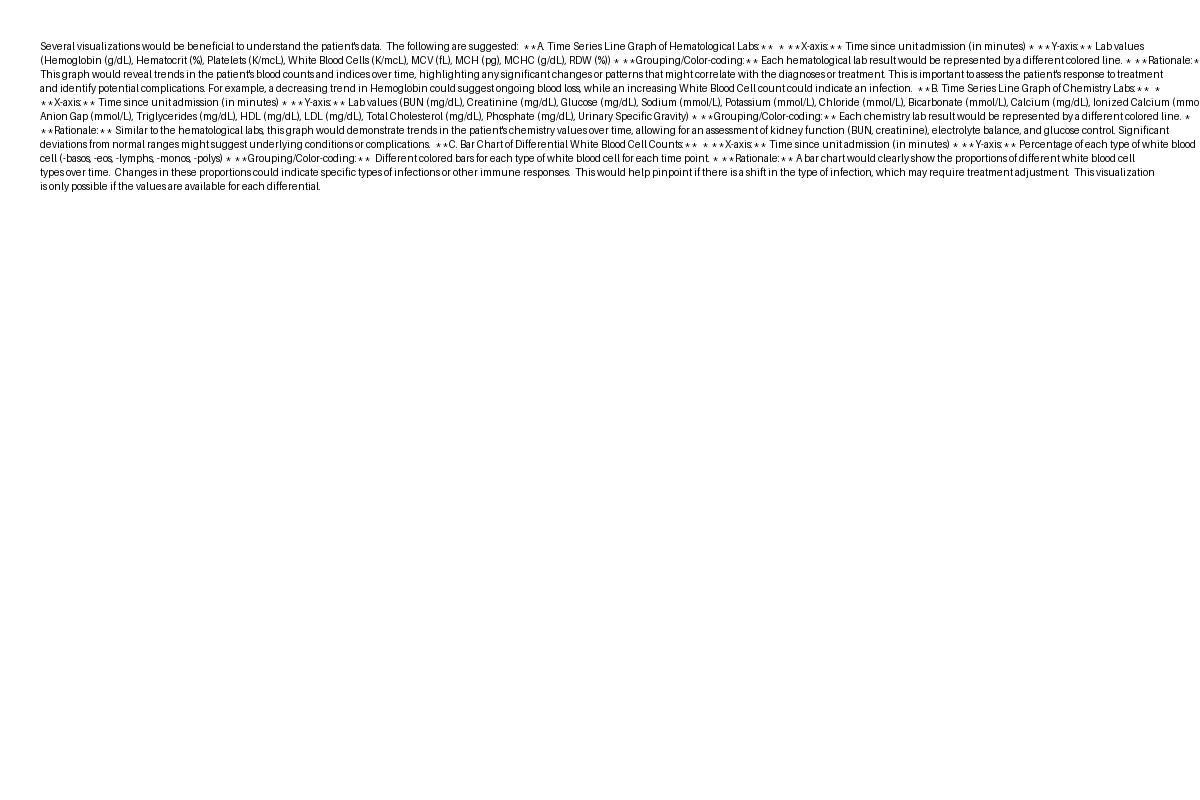 Several visualizations would be beneficial to understand the patient's data.  The following are suggested:  **A. Time Series Line Graph of Hematological Labs:**  * **X-axis:** Time since unit admission (in minutes) * **Y-axis:** Lab values
(Hemoglobin (g/dL), Hematocrit (%), Platelets (K/mcL), White Blood Cells (K/mcL), MCV (fL), MCH (pg), MCHC (g/dL), RDW (%)) * **Grouping/Color-coding:** Each hematological lab result would be represented by a different colored line. * **Rationale:*
This graph would reveal trends in the patient's blood counts and indices over time, highlighting any significant changes or patterns that might correlate with the diagnoses or treatment. This is important to assess the patient's response to treatment
and identify potential complications. For example, a decreasing trend in Hemoglobin could suggest ongoing blood loss, while an increasing White Blood Cell count could indicate an infection.  **B. Time Series Line Graph of Chemistry Labs:**  *
**X-axis:** Time since unit admission (in minutes) * **Y-axis:** Lab values (BUN (mg/dL), Creatinine (mg/dL), Glucose (mg/dL), Sodium (mmol/L), Potassium (mmol/L), Chloride (mmol/L), Bicarbonate (mmol/L), Calcium (mg/dL), Ionized Calcium (mmo
Anion Gap (mmol/L), Triglycerides (mg/dL), HDL (mg/dL), LDL (mg/dL), Total Cholesterol (mg/dL), Phosphate (mg/dL), Urinary Specific Gravity) * **Grouping/Color-coding:** Each chemistry lab result would be represented by a different colored line. *
**Rationale:** Similar to the hematological labs, this graph would demonstrate trends in the patient's chemistry values over time, allowing for an assessment of kidney function (BUN, creatinine), electrolyte balance, and glucose control. Significant
deviations from normal ranges might suggest underlying conditions or complications.  **C. Bar Chart of Differential White Blood Cell Counts:**  * **X-axis:** Time since unit admission (in minutes) * **Y-axis:** Percentage of each type of white blood
cell (-basos, -eos, -lymphs, -monos, -polys) * **Grouping/Color-coding:**  Different colored bars for each type of white blood cell for each time point. * **Rationale:** A bar chart would clearly show the proportions of different white blood cell
types over time.  Changes in these proportions could indicate specific types of infections or other immune responses.  This would help pinpoint if there is a shift in the type of infection, which may require treatment adjustment.  This visualization
is only possible if the values are available for each differential.